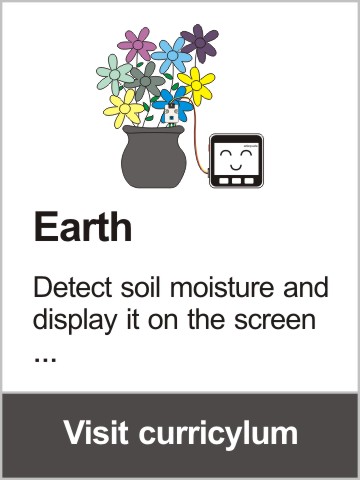 Earth
Detect soil moisture and
display it on the screen
...
Visit curricylum